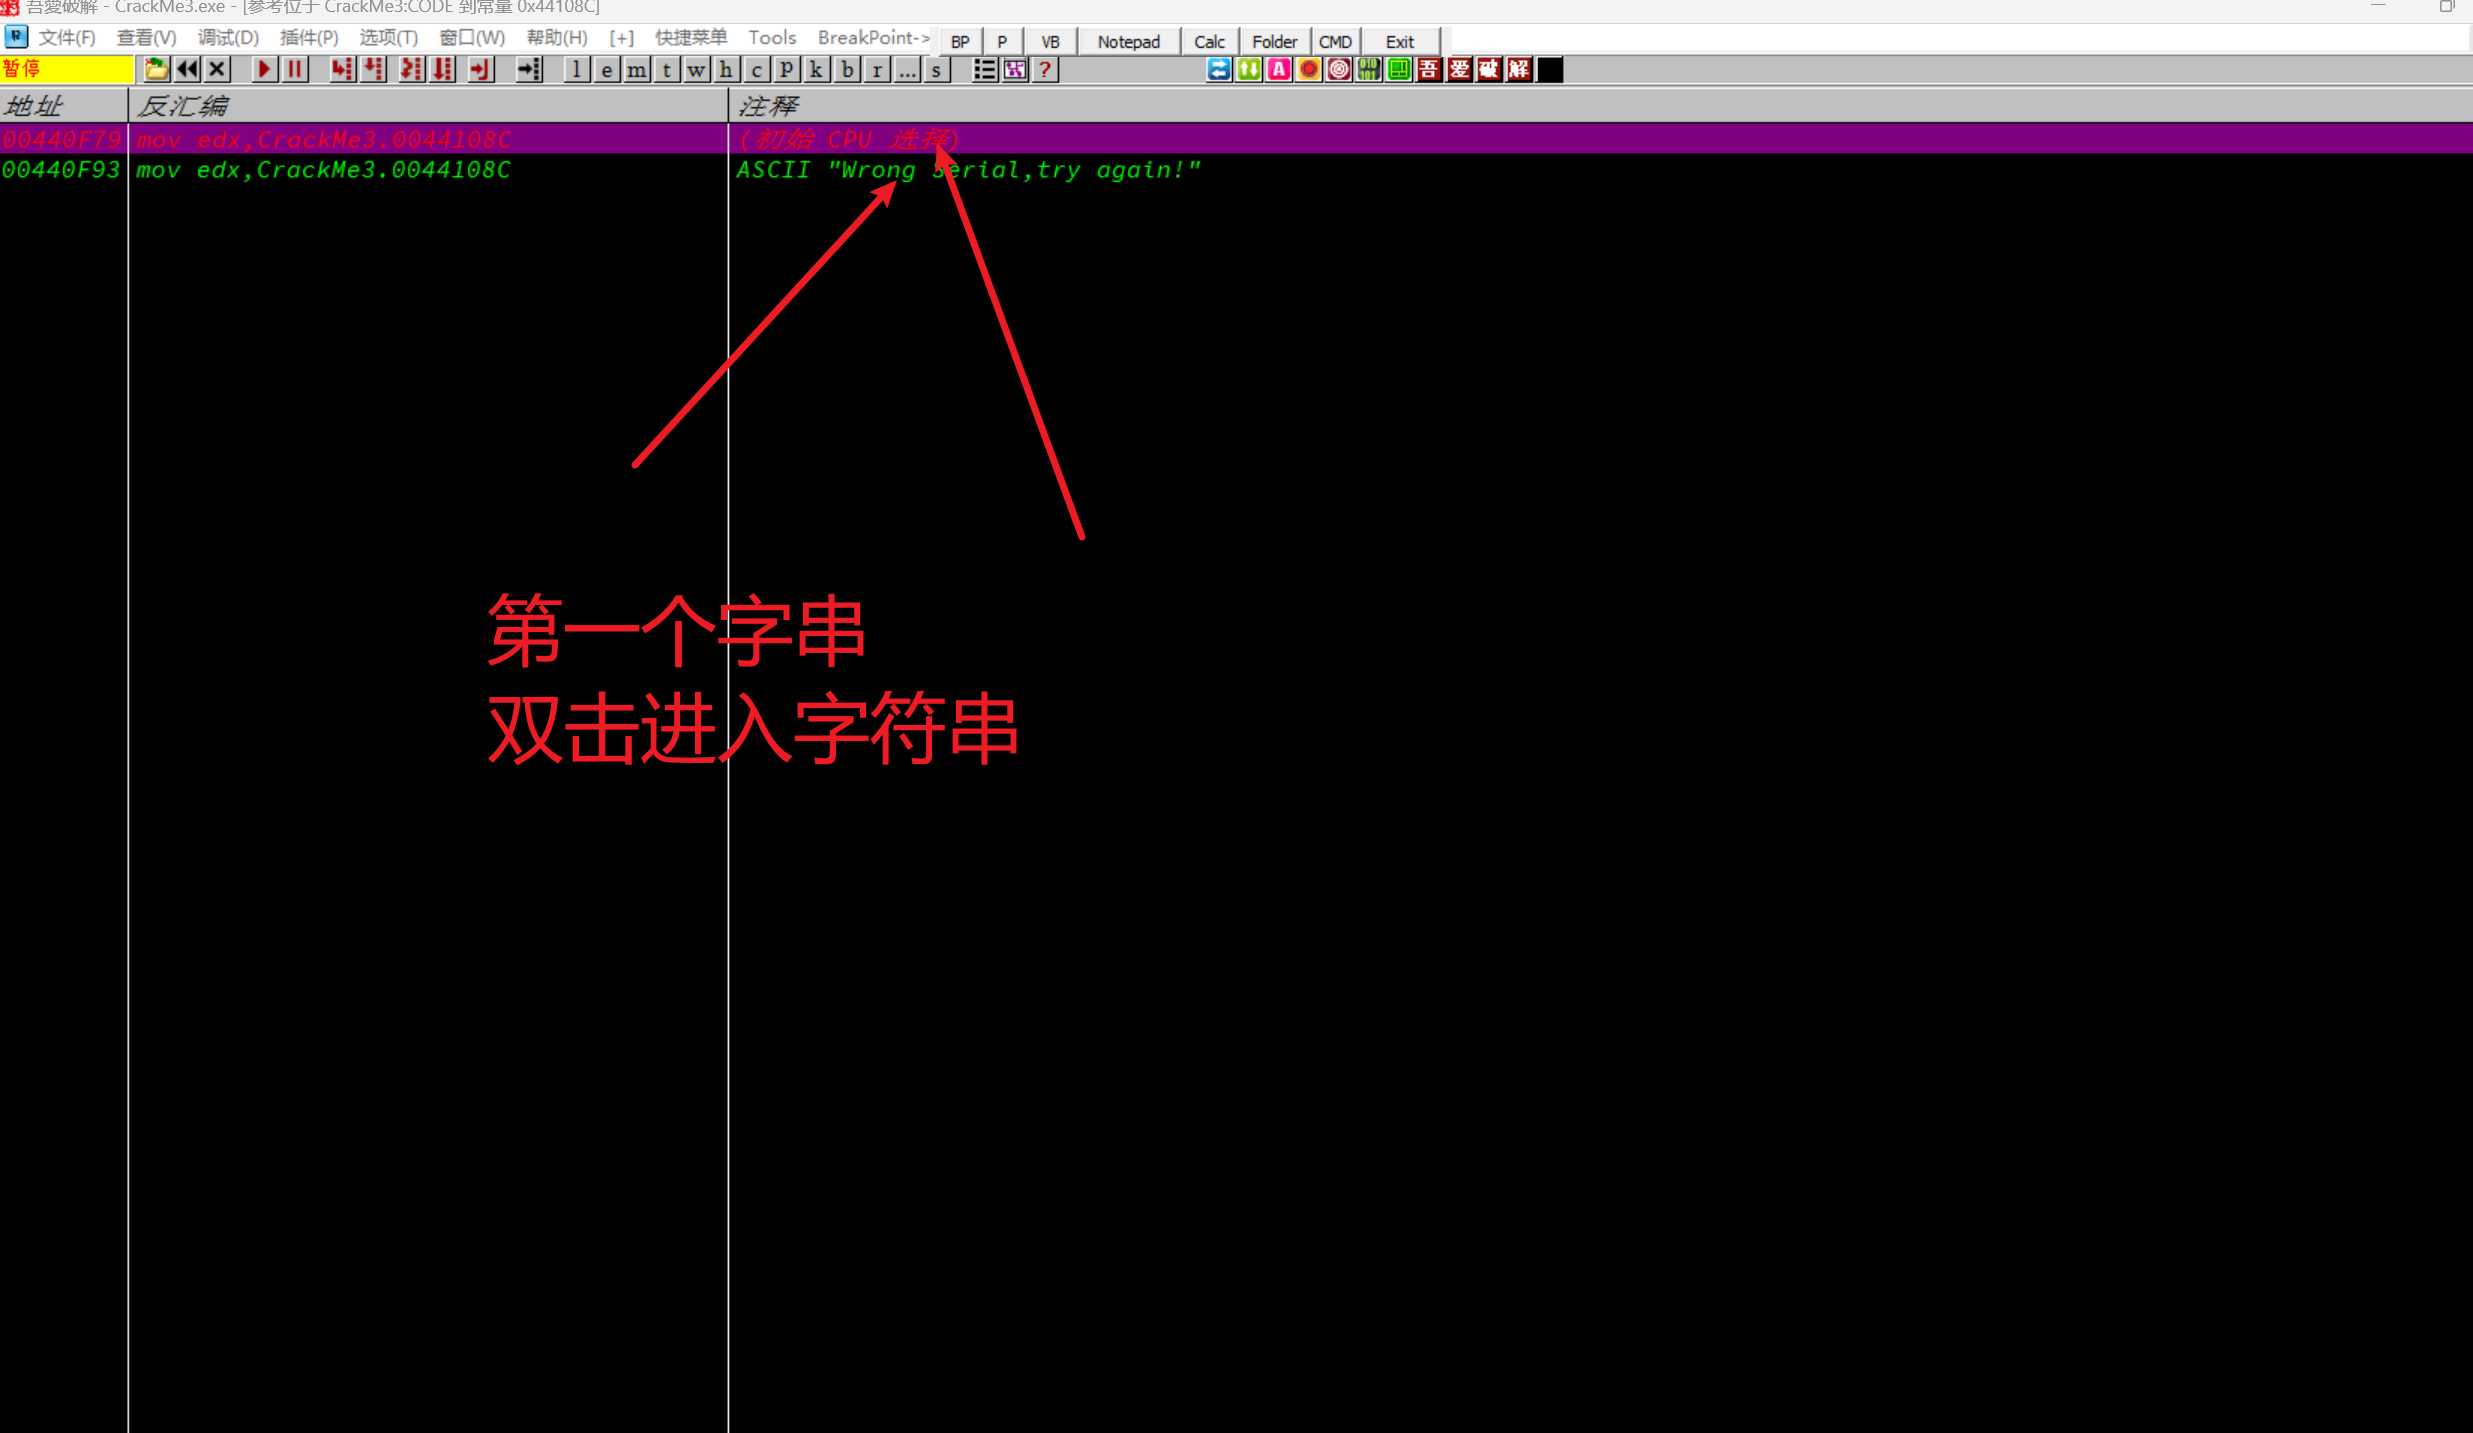 吾愛破解 - CrackMe3.exe - [参考位于 CrackMe3:CODE 到常量 0x44108C]
文件(F) 查看(V) 调试(D) 插件(P) 选项(T) 窗口(W) 帮助(H) [+] 快捷菜单 Tools BreakPoint-> BP P VB Notepad Calc Folder CMD Exit
暂停 l e m t w h c p k b r ... s ? A 吾 爱 破 解
地址 反汇编 注释
00440F79 mov edx,CrackMe3.0044108C (初始 CPU 选择)
00440F93 mov edx,CrackMe3.0044108C ASCII "Wrong Serial,try again!"
第一个字串
双击进入字符串